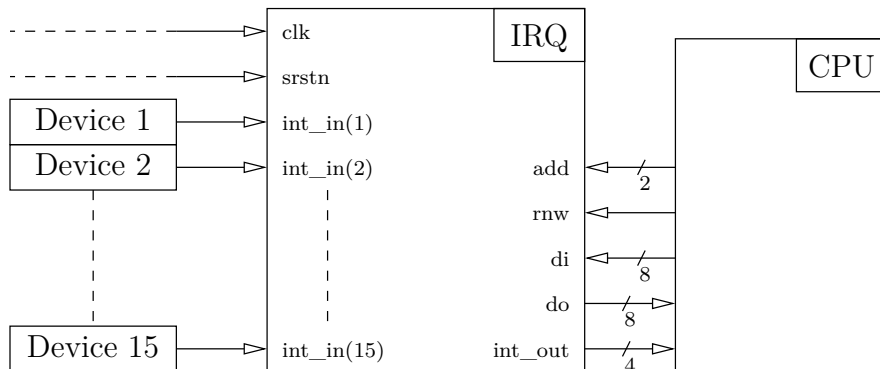 clk
IRQ
CPU
srstn
Device 1
int_in(1)
Device 2
int_in(2)
add
2
rnw
di
8
do
8
Device 15
int_in(15)
int_out
4